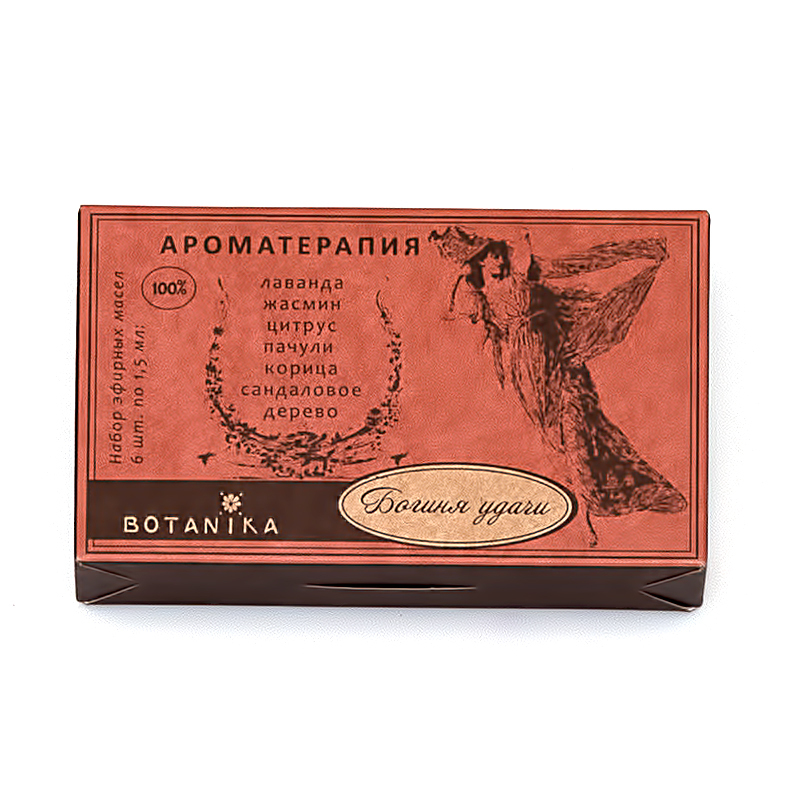 АРОМАТЕРАПИЯ
100%
лаванда
жасмин
цитрус
пачули
корица
сандаловое
дерево
Набор эфирных масел
6 шт. по 1,5 мл:
BOTANIKA
Богиня удачи